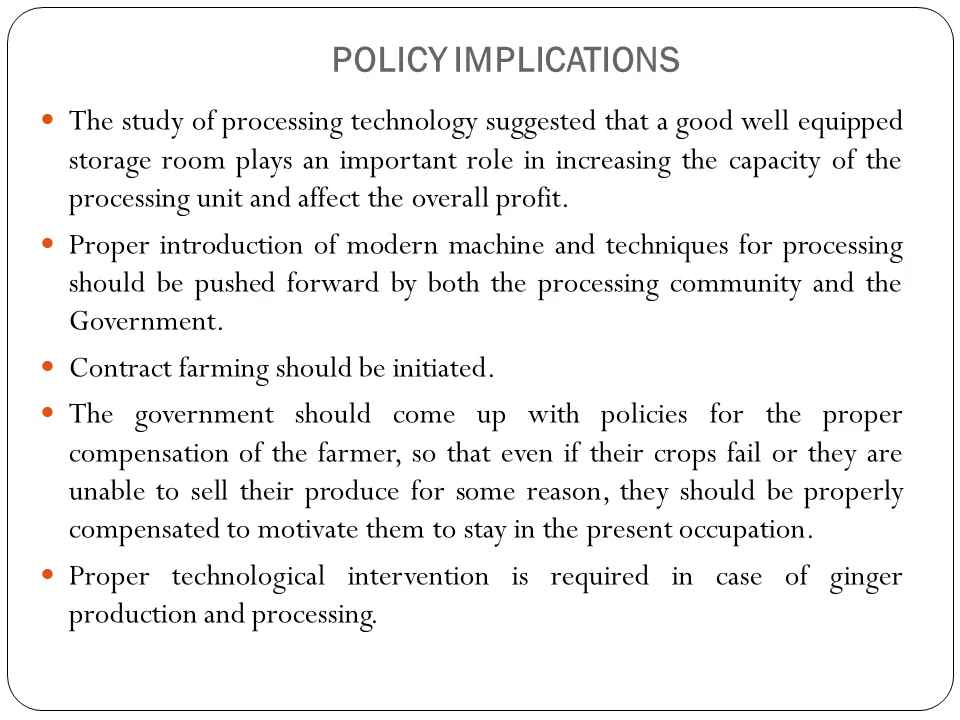 POLICY IMPLICATIONS
• The study of processing technology suggested that a good well equipped
storage room plays an important role in increasing the capacity of the
processing unit and affect the overall profit.
• Proper introduction of modern machine and techniques for processing
should be pushed forward by both the processing community and the
Government.
• Contract farming should be initiated.
• The government should come up with policies for the proper
compensation of the farmer, so that even if their crops fail or they are
unable to sell their produce for some reason, they should be properly
compensated to motivate them to stay in the present occupation.
• Proper technological intervention is required in case of ginger
production and processing.